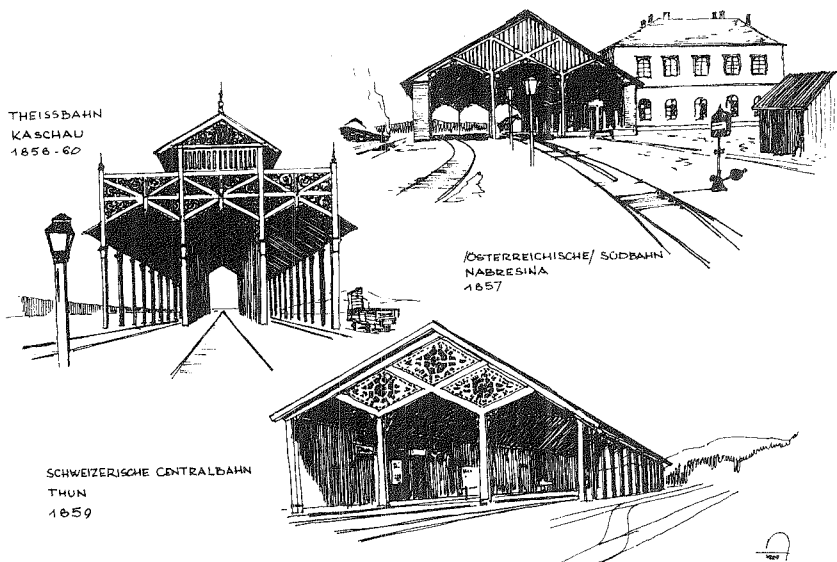 THEISSBAHN
KASCHAU
1858-60
/ÖSTERREICHISCHE/ SÜDBAHN
NABRESINA
1857
SCHWEIZERISCHE CENTRALBAHN
THUN
1859